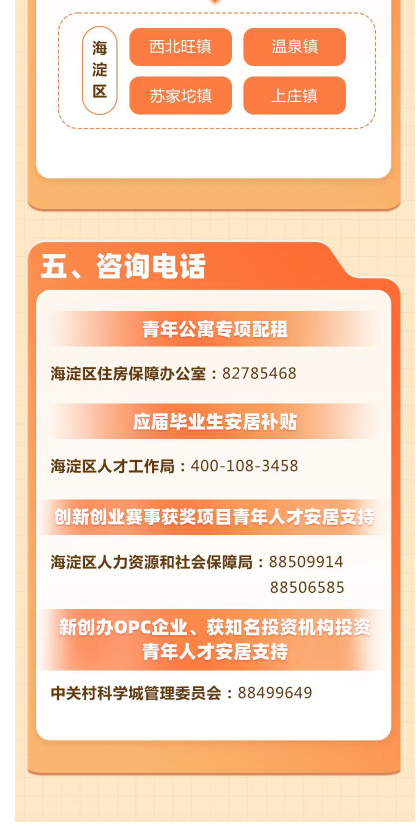 海淀区
西北旺镇
温泉镇
苏家坨镇
上庄镇
五、咨询电话
青年公寓专项配租
海淀区住房保障办公室：82785468
应届毕业生安居补贴
海淀区人才工作局：400-108-3458
创新创业赛事获奖项目青年人才安居支持
海淀区人力资源和社会保障局：88509914
88506585
新创办OPC企业、获知名投资机构投资
青年人才安居支持
中关村科学城管理委员会：88499649